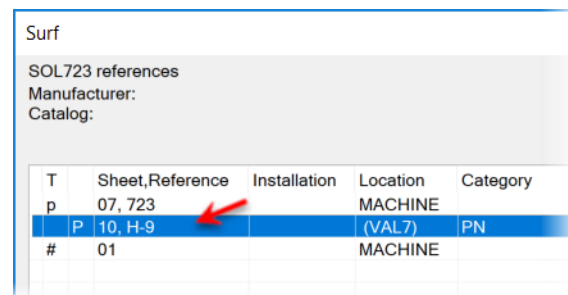 Surf
SOL723 references
Manufacturer:
Catalog:
T Sheet,Reference Installation Location Category
p 07, 723 MACHINE
P 10, H-9 (VAL7) PN
# 01 MACHINE